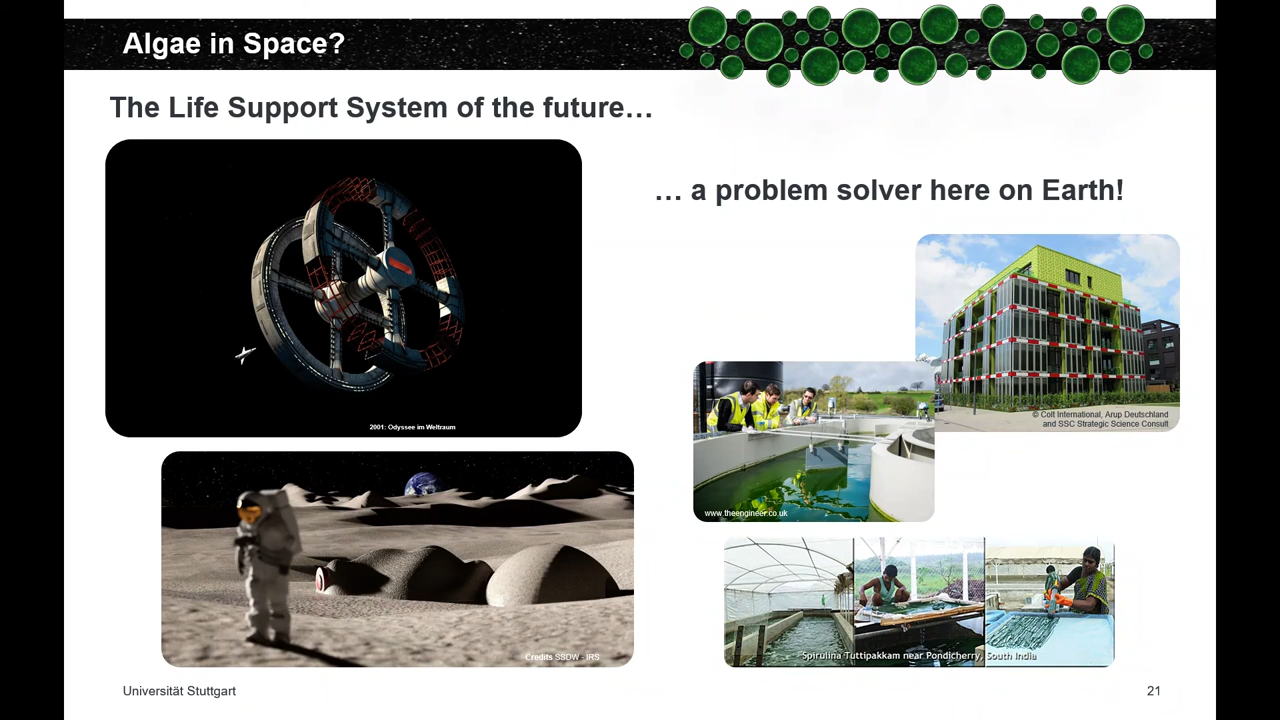 Algae in Space?
The Life Support System of the future…
… a problem solver here on Earth!
2001: Odyssee im Weltraum
© Colt International, Arup Deutschland
and SSC Strategic Science Consult
www.theengineer.co.uk
Credits SSDW - IRS
Spirulina Tuttipakkam near Pondicherry, South India
Universität Stuttgart
21